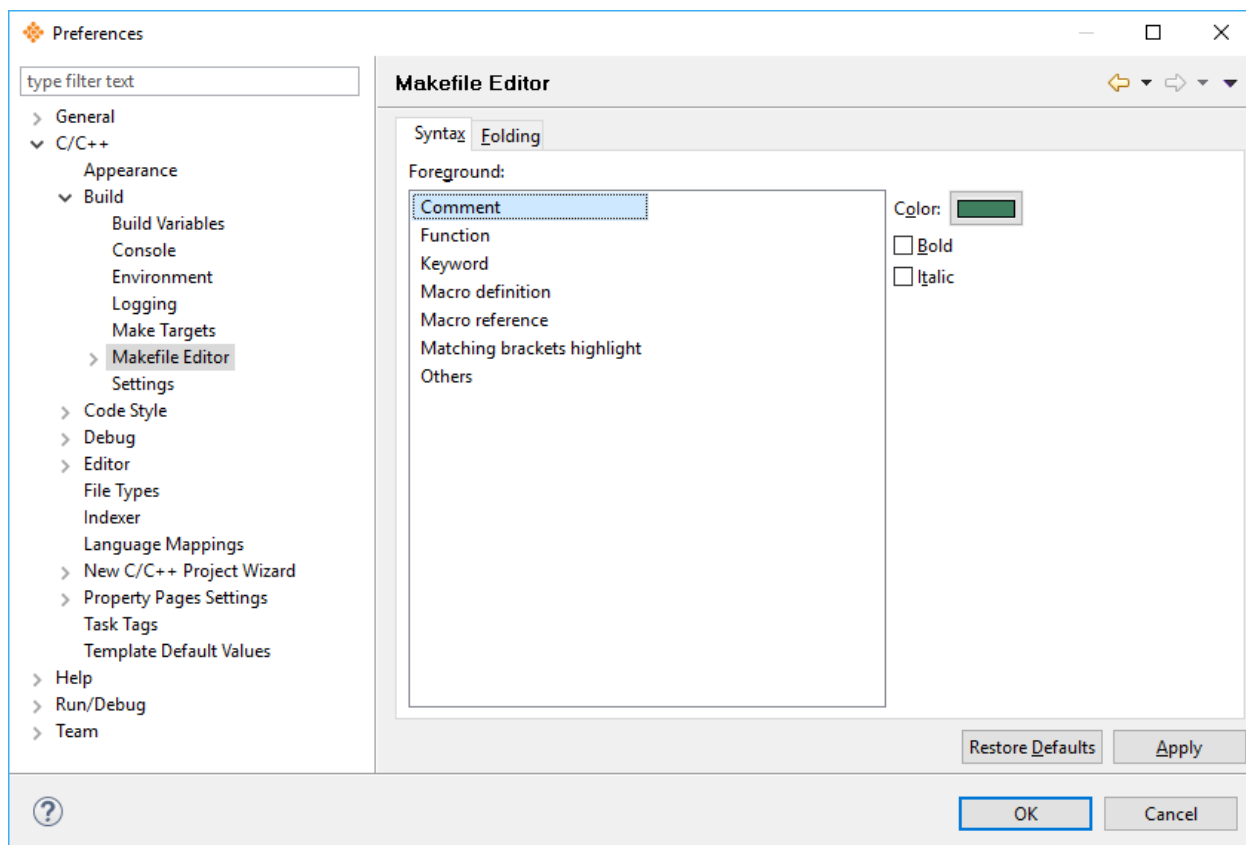 Preferences
type filter text
General
C/C++
Appearance
Build
Build Variables
Console
Environment
Logging
Make Targets
Makefile Editor
Settings
Code Style
Debug
Editor
File Types
Indexer
Language Mappings
New C/C++ Project Wizard
Property Pages Settings
Task Tags
Template Default Values
Help
Run/Debug
Team
Makefile Editor
Syntax Folding
Foreground:
Comment
Function
Keyword
Macro definition
Macro reference
Matching brackets highlight
Others
Color:
Bold
Italic
Restore Defaults Apply
? OK Cancel